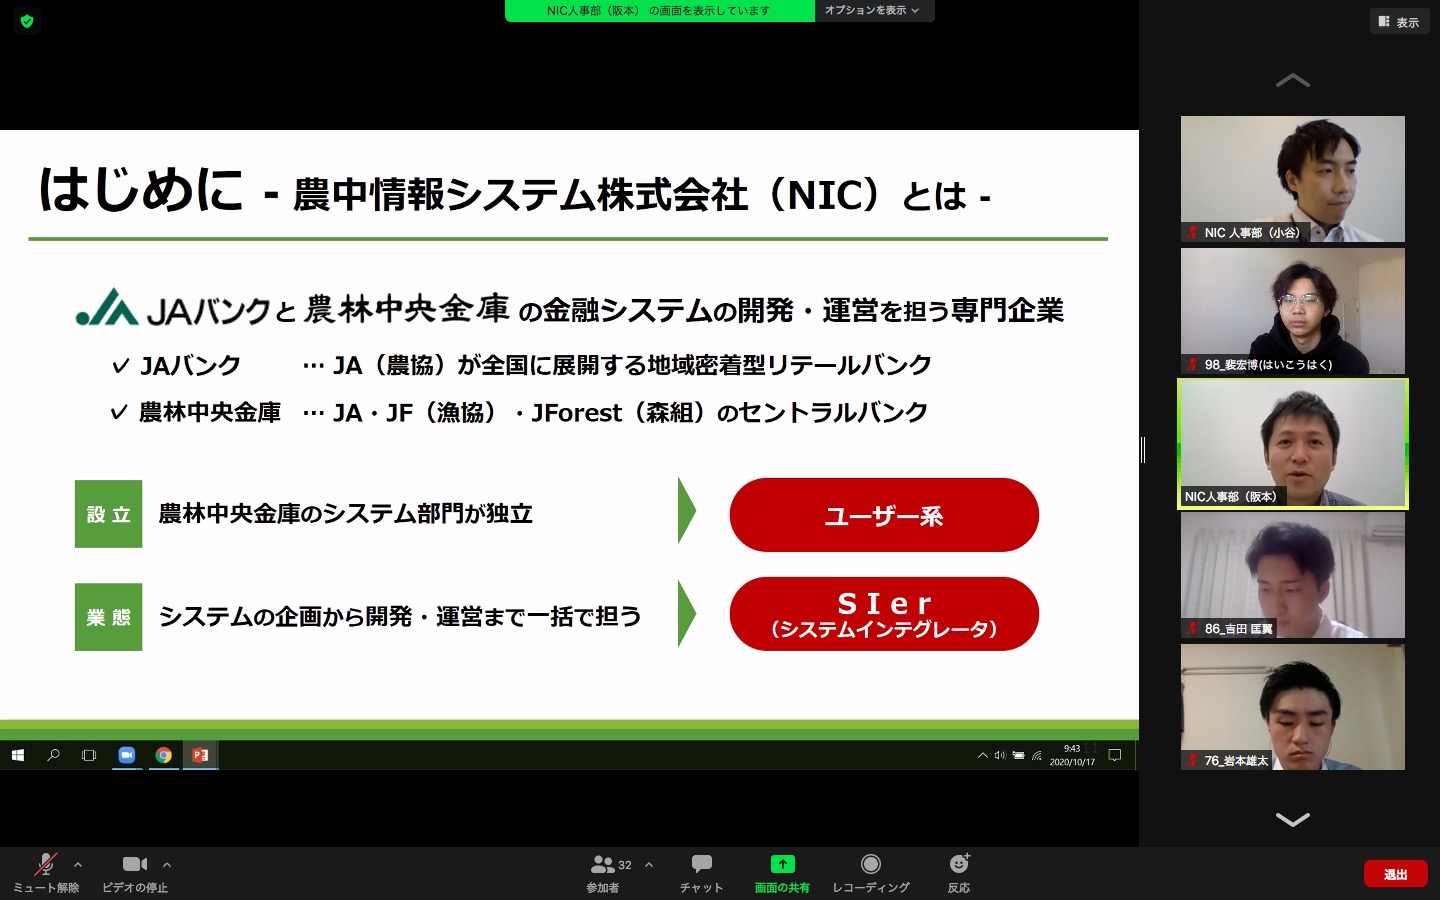 NIC人事部（阪本） の画面を表示しています
オプションを表示
表示
はじめに - 農中情報システム株式会社（NIC）とは -
JAバンクと農林中央金庫の金融システムの開発・運営を担う専門企業
✓ JAバンク … JA（農協）が全国に展開する地域密着型リテールバンク
✓ 農林中央金庫 … JA・JF（漁協）・JForest（森組）のセントラルバンク
設立 農林中央金庫のシステム部門が独立
ユーザー系
業態 システムの企画から開発・運営まで一括で担う
ＳＩｅｒ
（システムインテグレータ）
9:43
2020/10/17
11
NIC 人事部（小谷）
98_裴宏博(はいこうはく)
NIC人事部（阪本）
86_吉田 匡翼
76_岩本雄太
ミュート解除
ビデオの停止
32
参加者
チャット
画面の共有
レコーディング
反応
退出